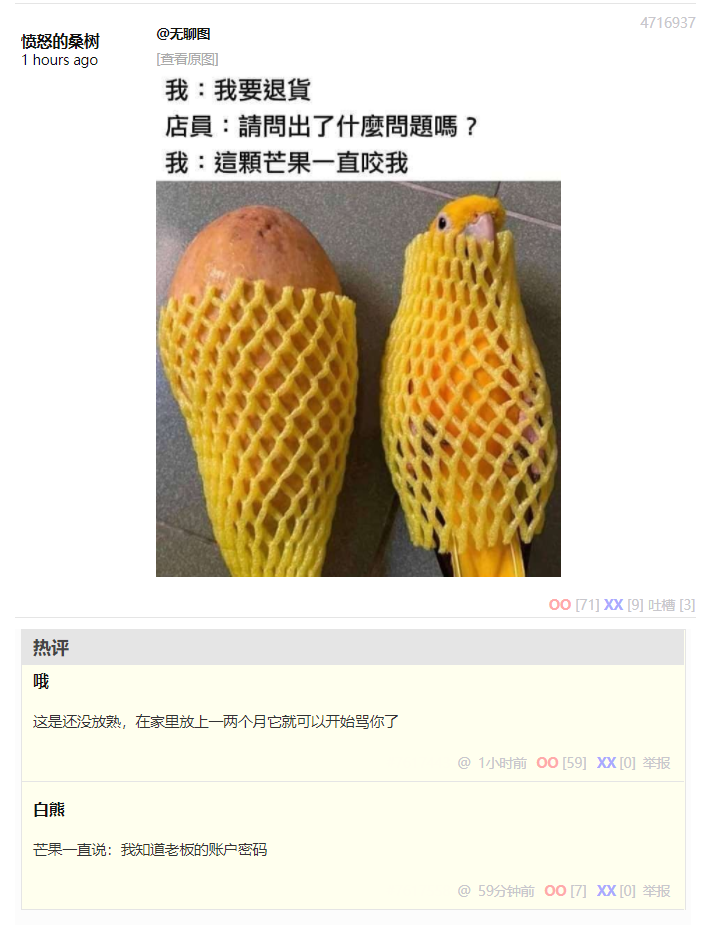 4716937
愤怒的桑树
1 hours ago
@无聊图
[查看原图]
我：我要退貨
店員：請問出了什麼問題嗎？
我：這顆芒果一直咬我
OO [71] XX [9] 吐槽 [3]
热评
哦
这是还没放熟，在家里放上一两个月它就可以开始骂你了
@ 1小时前 OO [59] XX [0] 举报
白熊
芒果一直说：我知道老板的账户密码
@ 59分钟前 OO [7] XX [0] 举报